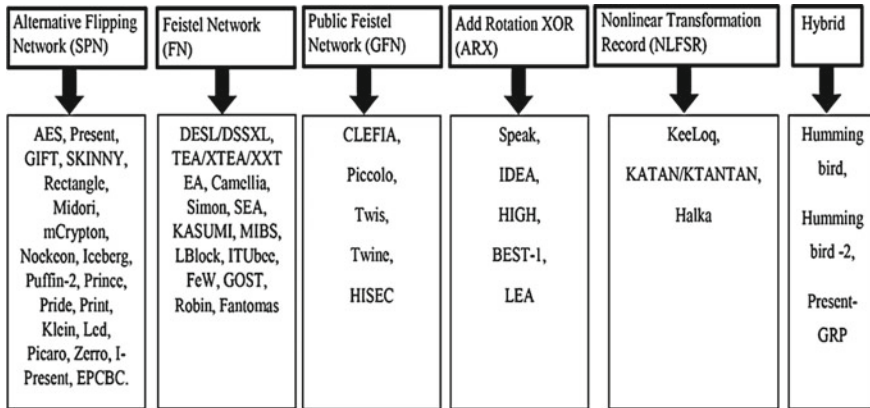 Alternative Flipping
Network (SPN)
Feistel Network
(FN)
Public Feistel
Network (GFN)
Add Rotation XOR
(ARX)
Nonlinear Transformation
Record (NLFSR)
Hybrid
AES, Present,
GIFT, SKINNY,
Rectangle,
Midori,
mCrypton,
Noekeon, Iceberg,
Puffin-2, Prince,
Pride, Print,
Klein, Led,
Picaro, Zerro, I-
Present, EPCBC.
DESL/DSSXL,
TEA/XTEA/XXT
EA, Camellia,
Simon, SEA,
KASUMI, MIBS,
LBlock, ITUbee,
FeW, GOST,
Robin, Fantomas
CLEFIA,
Piccolo,
Twis,
Twine,
HISEC
Speak,
IDEA,
HIGH,
BEST-1,
LEA
KeeLoq,
KATAN/KTANTAN,
Halka
Humming
bird,
Humming
bird -2,
Present-
GRP